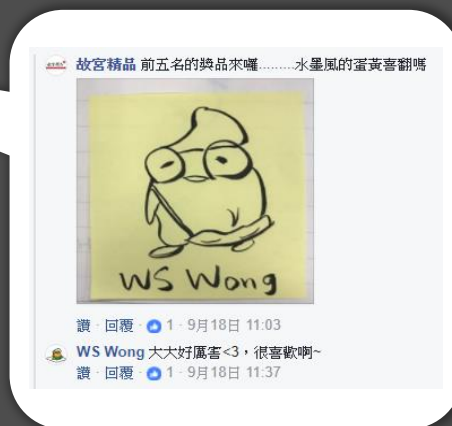 故宮精品 前五名的獎品來囉.........水墨風的蛋黃喜翻嗎
WS Wong
讚 · 回覆 · 1 · 9月18日 11:03
WS Wong 大大好厲害<3，很喜歡啊~
讚 · 回覆 · 1 · 9月18日 11:37